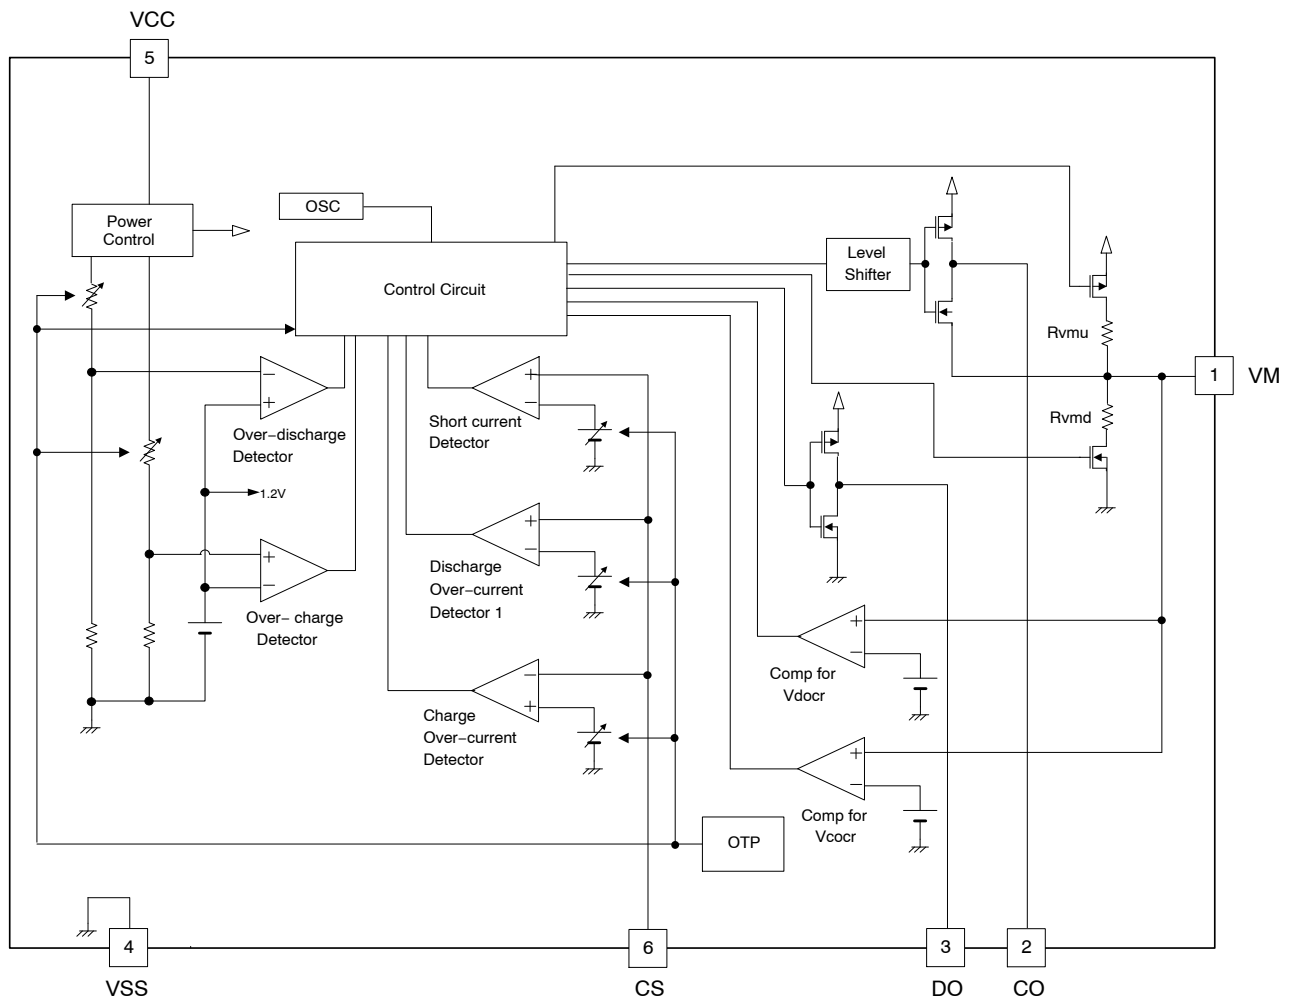 VCC
5
Power
Control
OSC
Control Circuit
Level
Shifter
Rvmu
1
VM
Rvmd
−
+
Over−discharge
Detector
1.2V
+
−
Over− charge
Detector
+
−
Short current
Detector
+
−
Discharge
Over−current
Detector 1
−
+
Charge
Over−current
Detector
+
−
Comp for
Vdocr
+
−
Comp for
Vcocr
OTP
4
VSS
6
CS
3
DO
2
CO